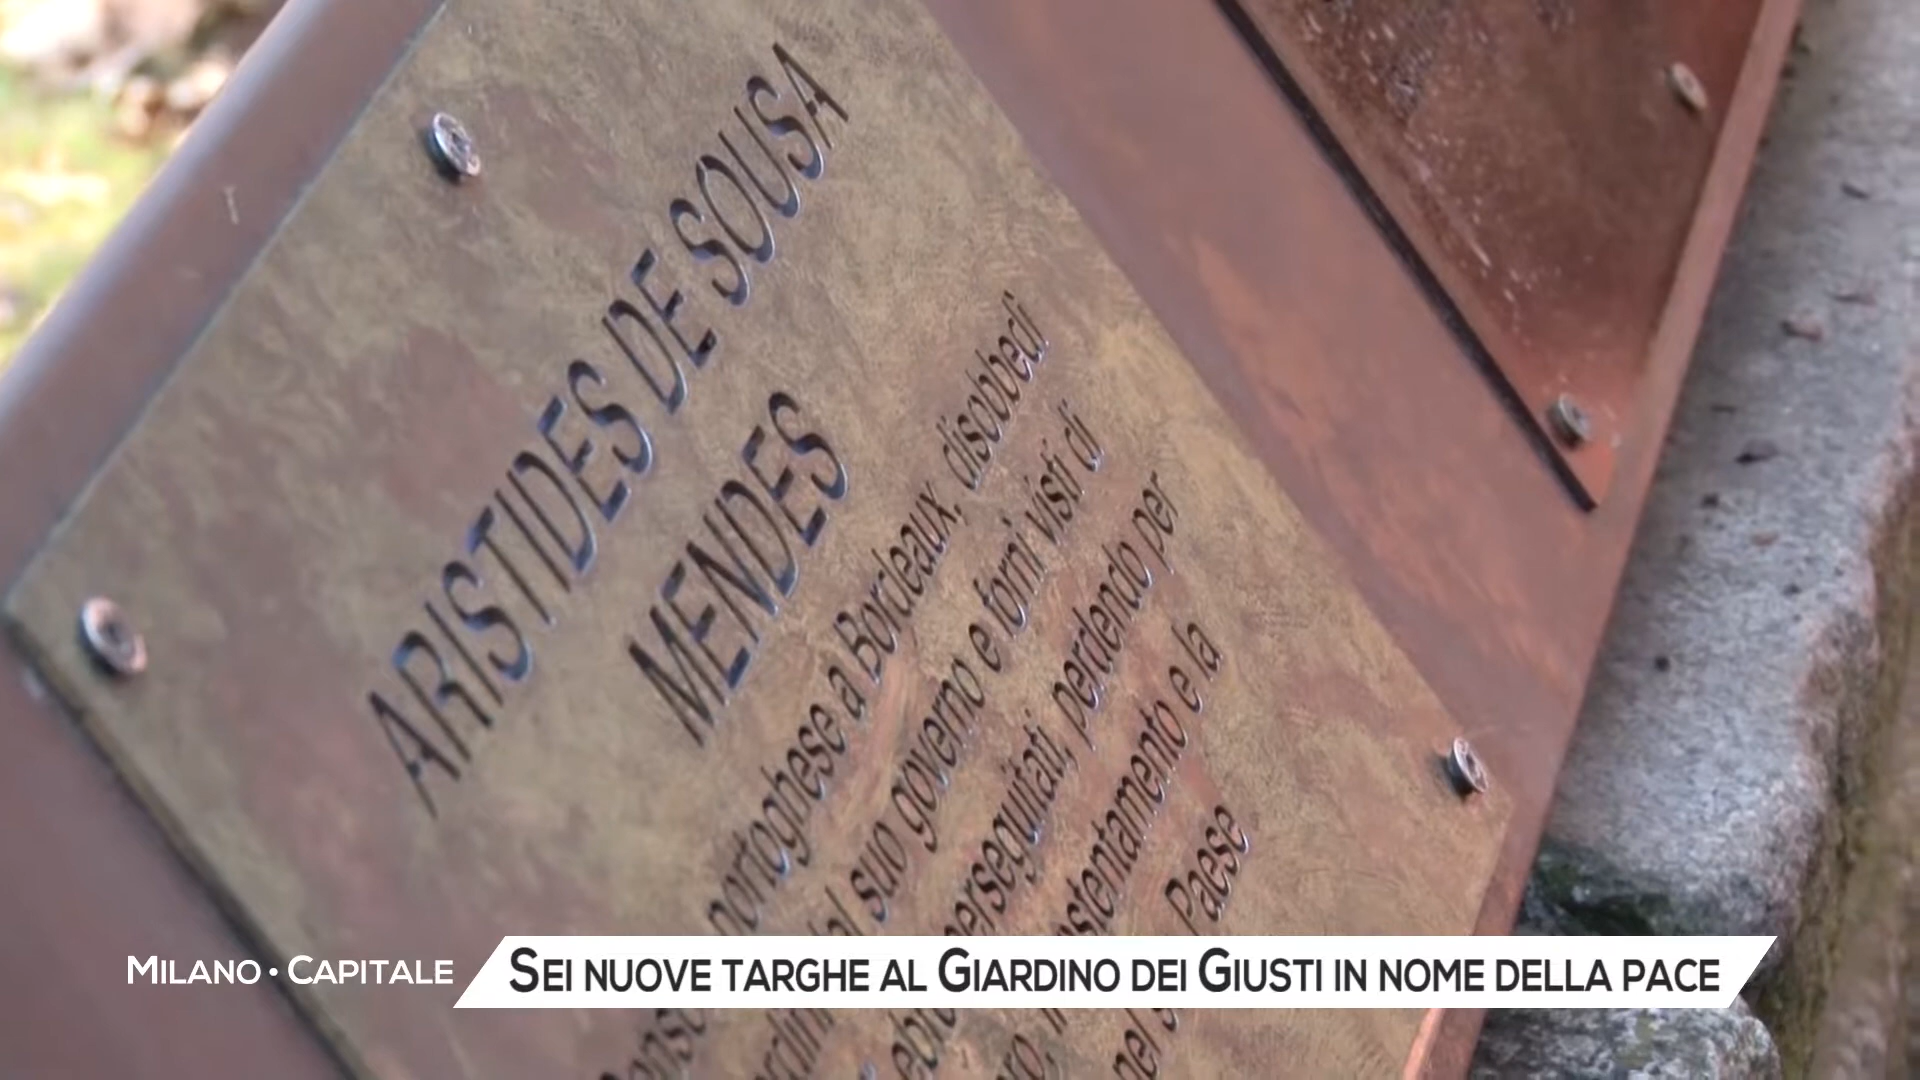 ARISTIDES DE SOUSA
MENDES
portoghese a Bordeaux, disobbedì
suo governo e fornì visti di
perseguitati, perdendo per
sostentamento e la
Paese
MILANO • CAPITALE
SEI NUOVE TARGHE AL GIARDINO DEI GIUSTI IN NOME DELLA PACE